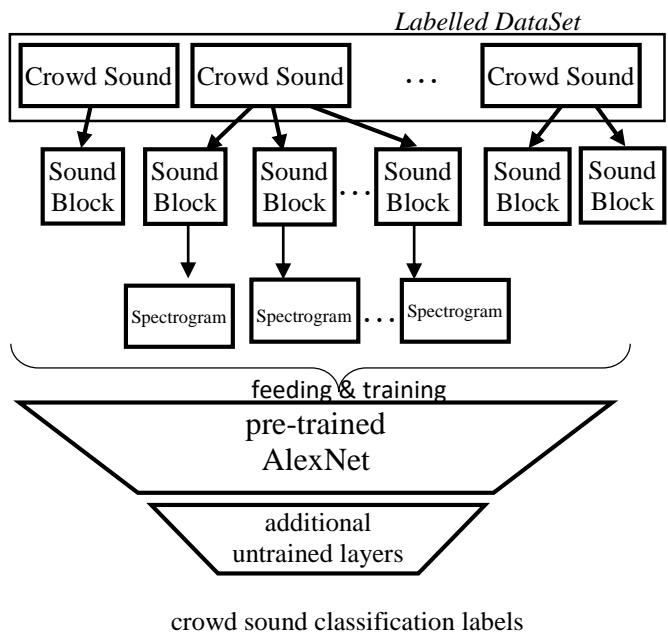 Labelled DataSet
Crowd Sound Crowd Sound ... Crowd Sound
Sound Block Sound Block Sound Block ... Sound Block Sound Block Sound Block
Spectrogram Spectrogram ... Spectrogram
feeding & training
pre-trained
AlexNet
additional
untrained layers
crowd sound classification labels